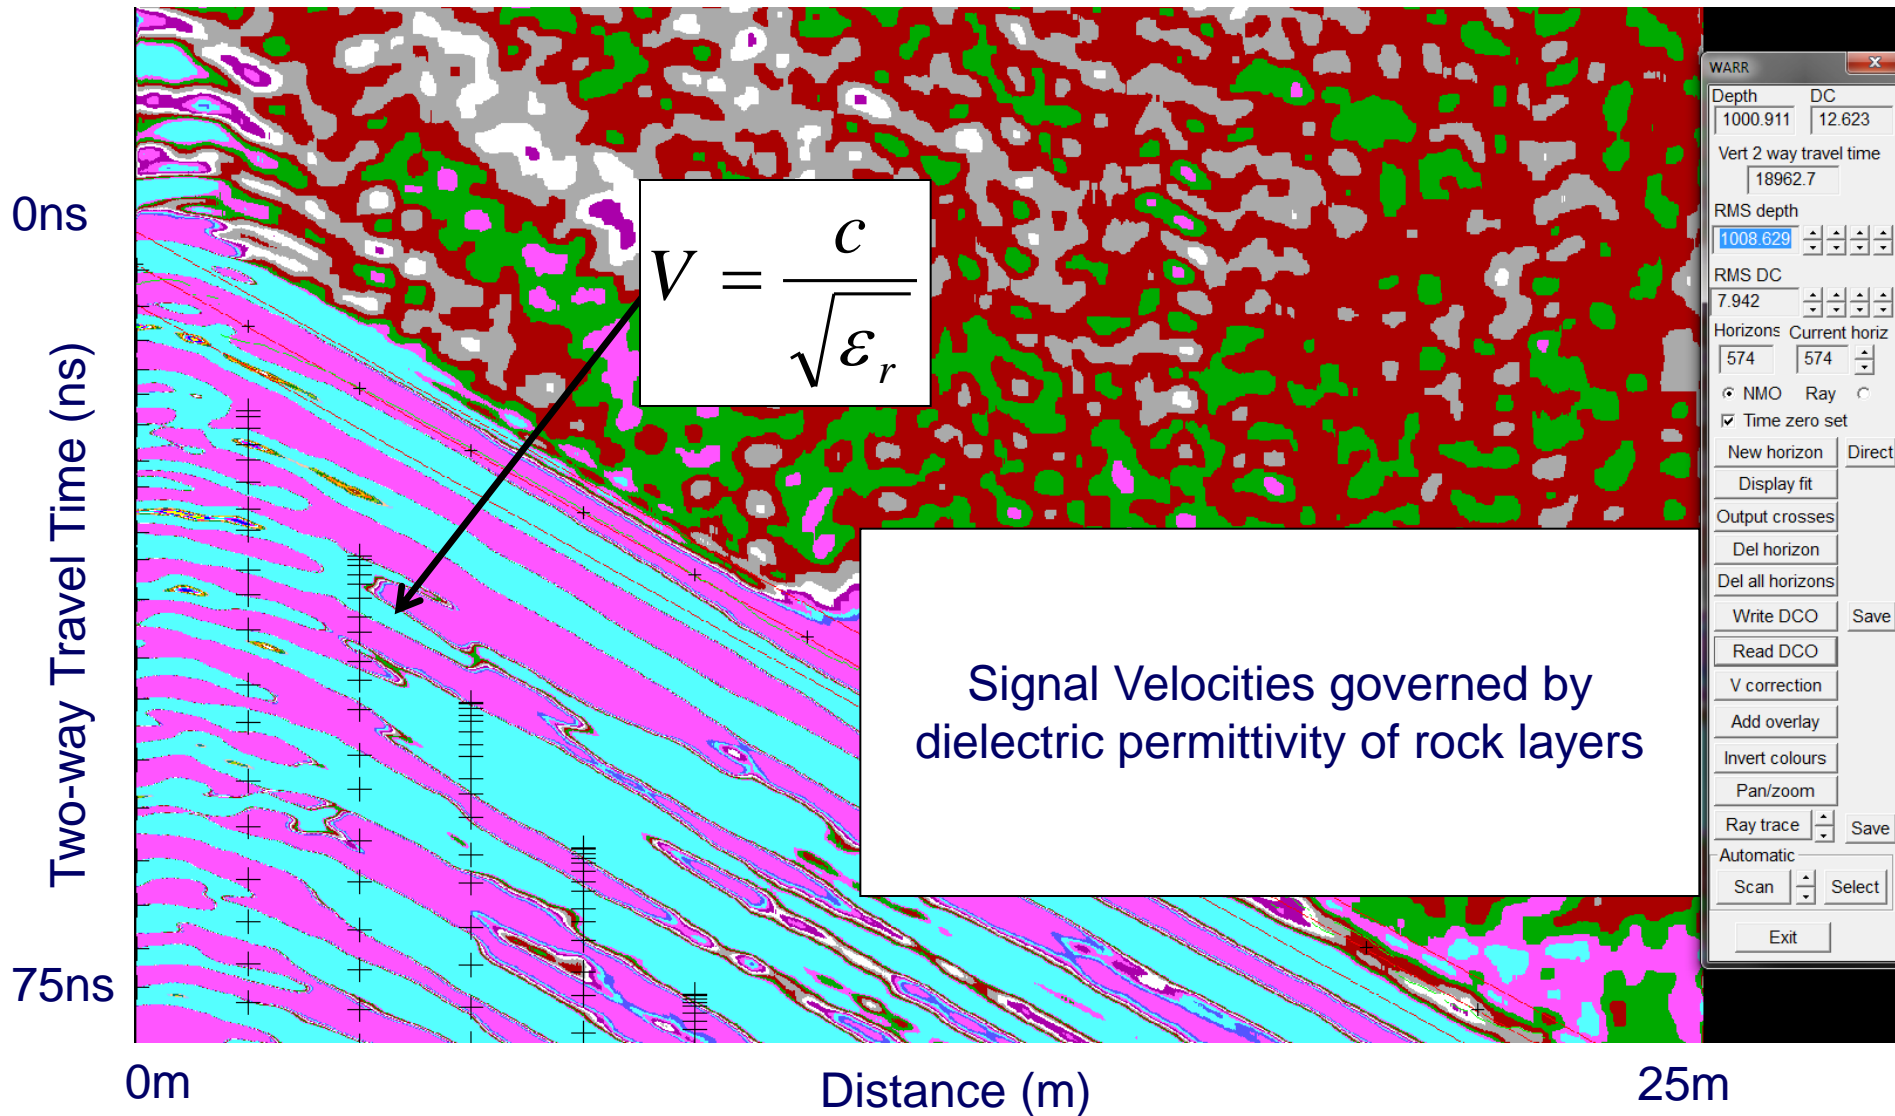 0ns
Two-way Travel Time (ns)
75ns
0m
Distance (m)
25m
V = c / √εr
Signal Velocities governed by
dielectric permittivity of rock layers
WARR
x
Depth DC
1000.911 12.623
Vert 2 way travel time
18962.7
RMS depth
1008.629
RMS DC
7.942
Horizons Current horiz
574 574
NMO Ray
Time zero set
New horizon Direct
Display fit
Output crosses
Del horizon
Del all horizons
Write DCO Save
Read DCO
V correction
Add overlay
Invert colours
Pan/zoom
Ray trace Save
Automatic
Scan Select
Exit